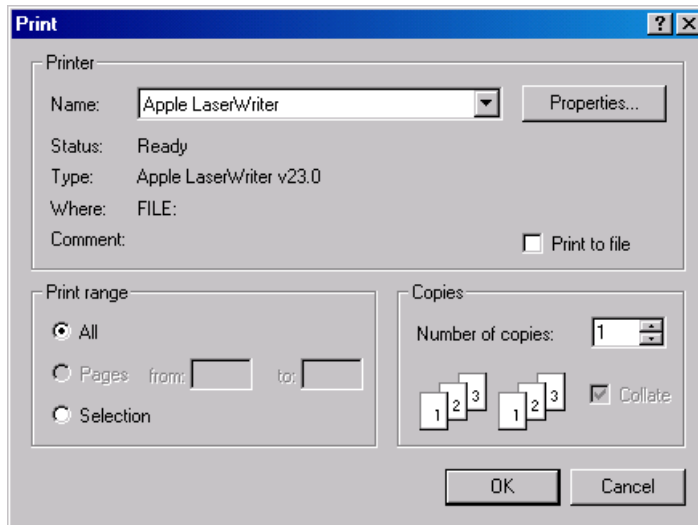 Print
Printer
Name: Apple LaserWriter Properties...
Status: Ready
Type: Apple LaserWriter v23.0
Where: FILE:
Comment: Print to file
Print range
All
Pages from: to:
Selection
Copies
Number of copies: 1
1 2 3 1 2 3 Collate
OK Cancel